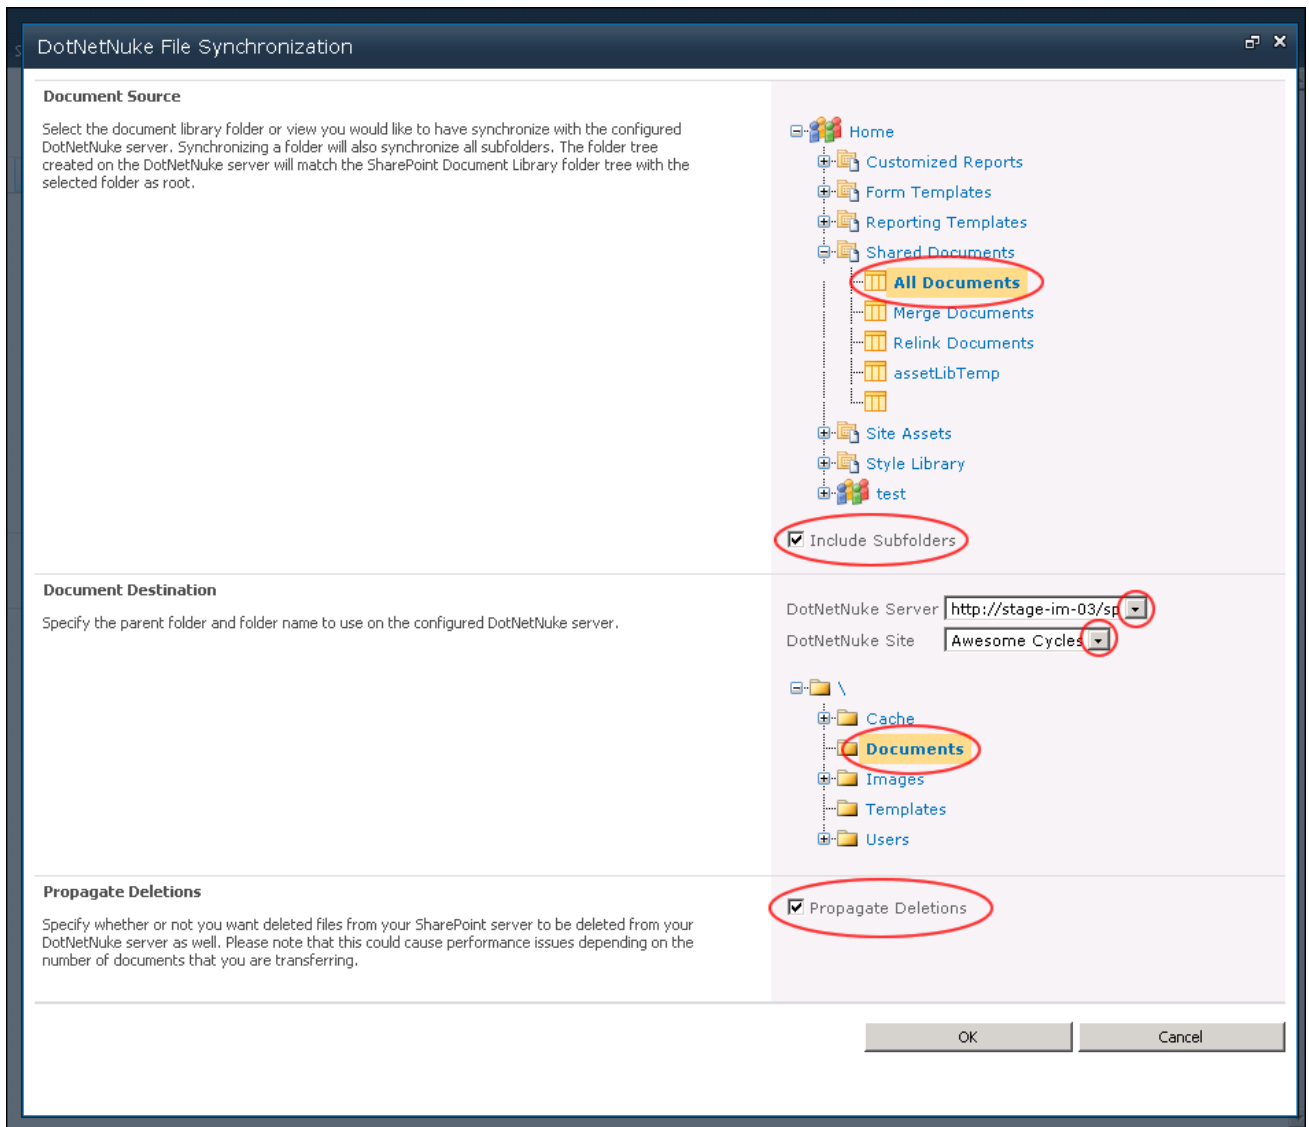 DotNetNuke File Synchronization
Document Source
Select the document library folder or view you would like to have synchronize with the configured
DotNetNuke server. Synchronizing a folder will also synchronize all subfolders. The folder tree
created on the DotNetNuke server will match the SharePoint Document Library folder tree with the
selected folder as root.
Home
Customized Reports
Form Templates
Reporting Templates
Shared Documents
All Documents
Merge Documents
Relink Documents
assetLibTemp
Site Assets
Style Library
test
Include Subfolders
Document Destination
Specify the parent folder and folder name to use on the configured DotNetNuke server.
DotNetNuke Server http://stage-im-03/sp
DotNetNuke Site Awesome Cycles
\
Cache
Documents
Images
Templates
Users
Propagate Deletions
Specify whether or not you want deleted files from your SharePoint server to be deleted from your
DotNetNuke server as well. Please note that this could cause performance issues depending on the
number of documents that you are transferring.
Propagate Deletions
OK Cancel